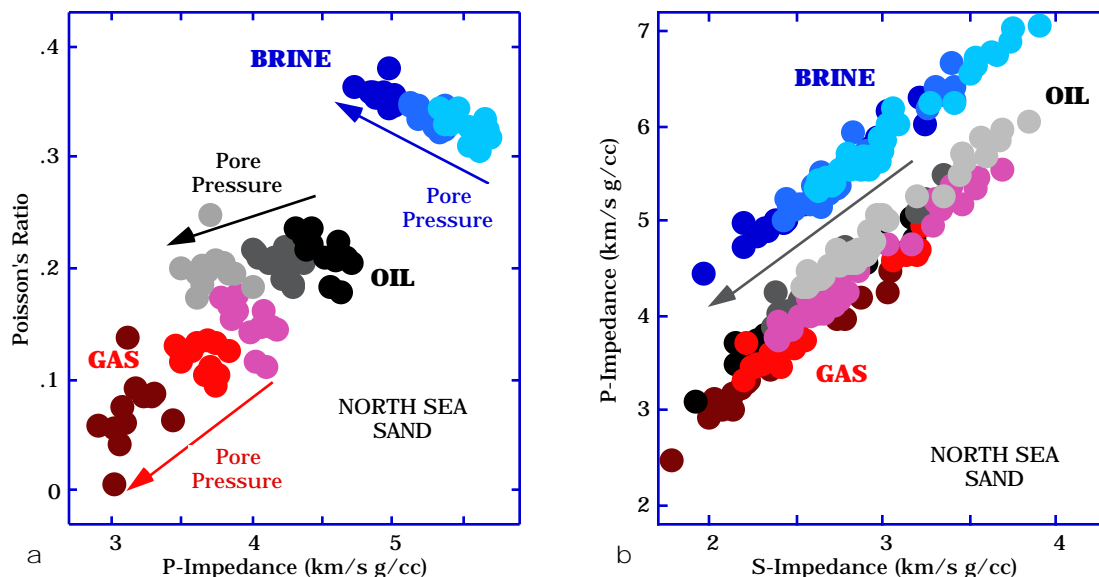 .4
.3
.2
.1
0
Poisson's Ratio
BRINE
Pore
Pressure
Pore
Pressure
OIL
GAS
Pore
Pressure
NORTH SEA
SAND
3
4
5
P-Impedance (km/s g/cc)
a
7
6
5
4
3
2
P-Impedance (km/s g/cc)
BRINE
OIL
GAS
NORTH SEA
SAND
2
3
4
S-Impedance (km/s g/cc)
b